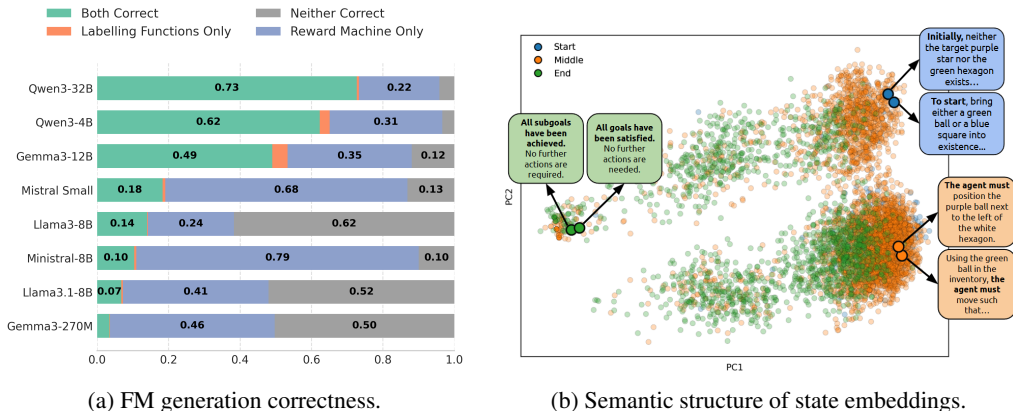 Both Correct
Neither Correct
Labelling Functions Only
Reward Machine Only
Qwen3-32B
0.73
0.22
Qwen3-4B
0.62
0.31
Gemma3-12B
0.49
0.35
0.12
Mistral Small
0.18
0.68
0.13
Llama3-8B
0.14
0.24
0.62
Ministral-8B
0.10
0.79
0.10
Llama3.1-8B
0.07
0.41
0.52
Gemma3-270M
0.46
0.50
0.0
0.2
0.4
0.6
0.8
1.0
(a) FM generation correctness.
Start
Middle
End
PC2
PC1
All subgoals
have been
achieved.
No further
actions are
required.
All goals have
been satisfied.
No further
actions are
needed.
Initially, neither
the target purple
star nor the
green hexagon
exists...
To start, bring
either a green
ball or a blue
square into
existence...
The agent must
position the
purple ball next
to the left of
the white
hexagon.
Using the green
ball in the
inventory, the
agent must
move such
that...
(b) Semantic structure of state embeddings.